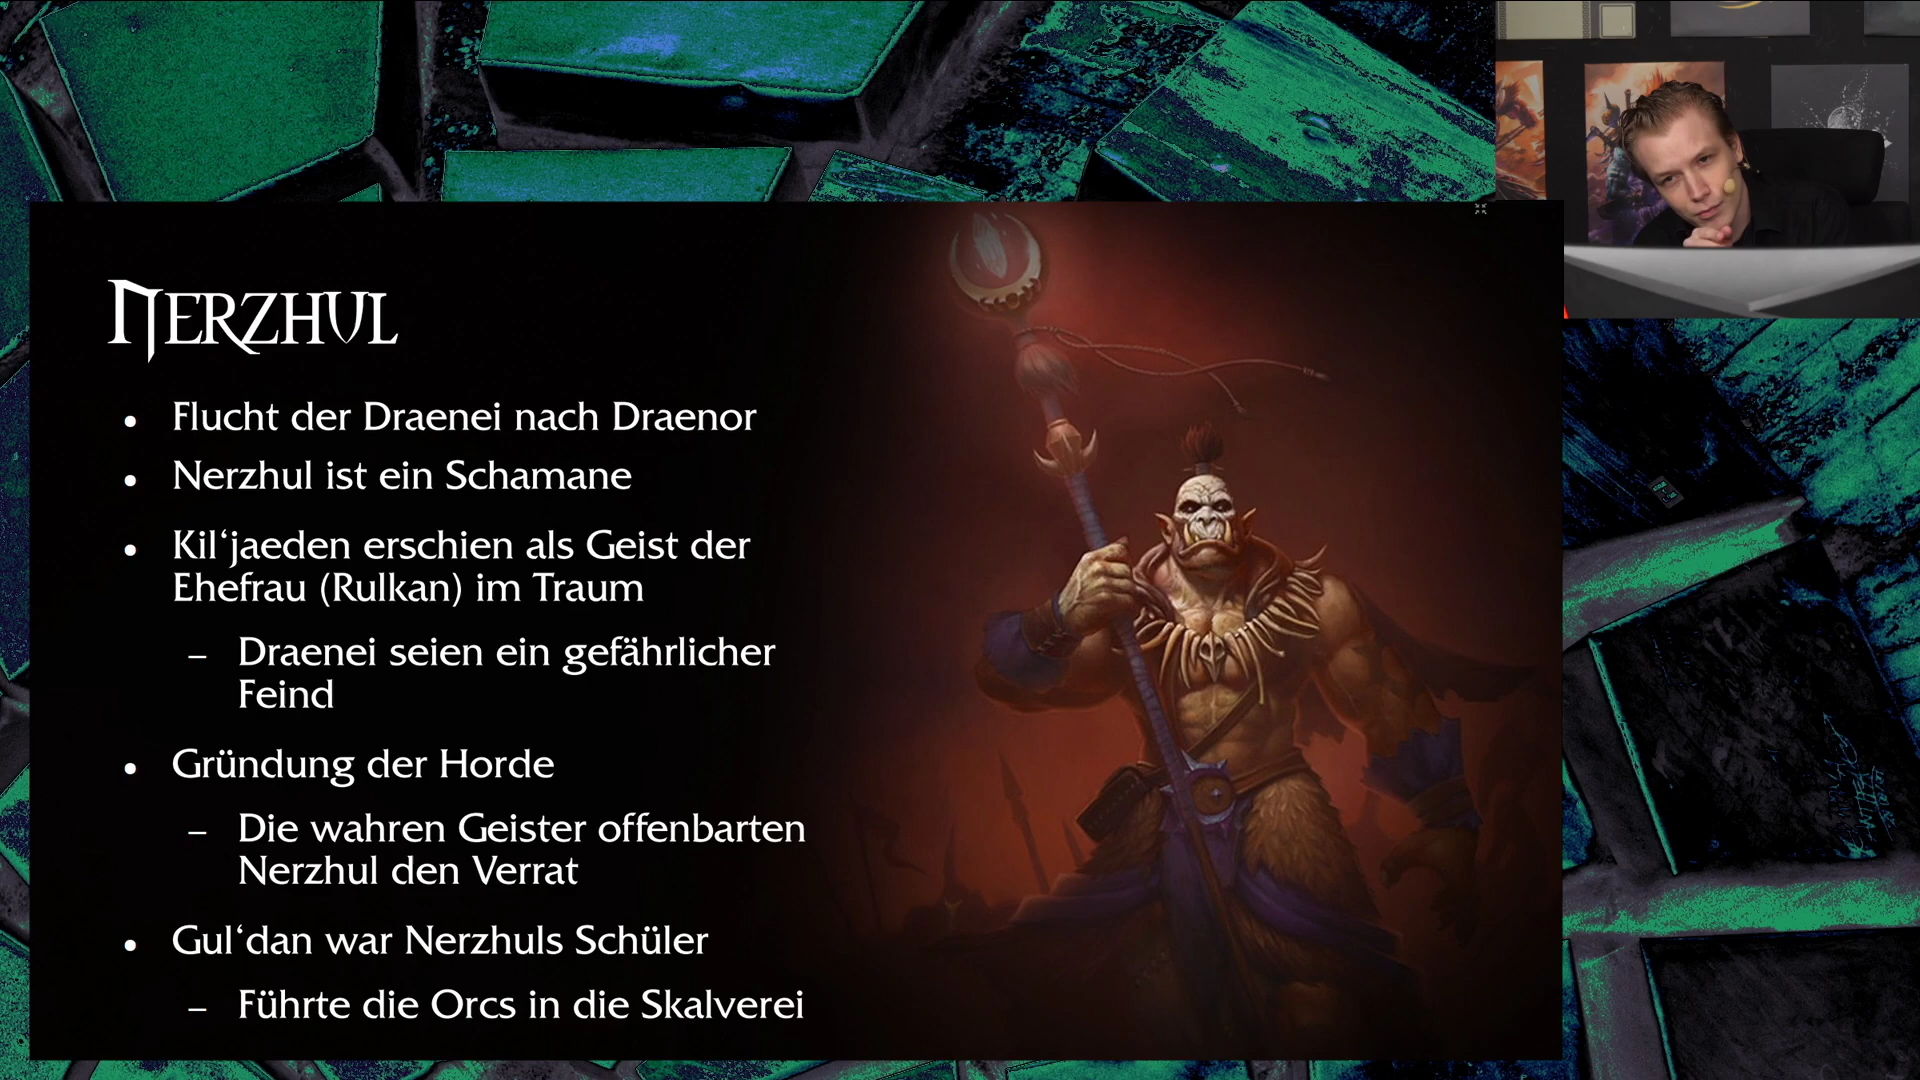 NERZHUL
• Flucht der Draenei nach Draenor
• Nerzhul ist ein Schamane
• Kil‘jaeden erschien als Geist der
Ehefrau (Rulkan) im Traum
– Draenei seien ein gefährlicher
Feind
• Gründung der Horde
– Die wahren Geister offenbarten
Nerzhul den Verrat
• Gul‘dan war Nerzhuls Schüler
– Führte die Orcs in die Skalverei